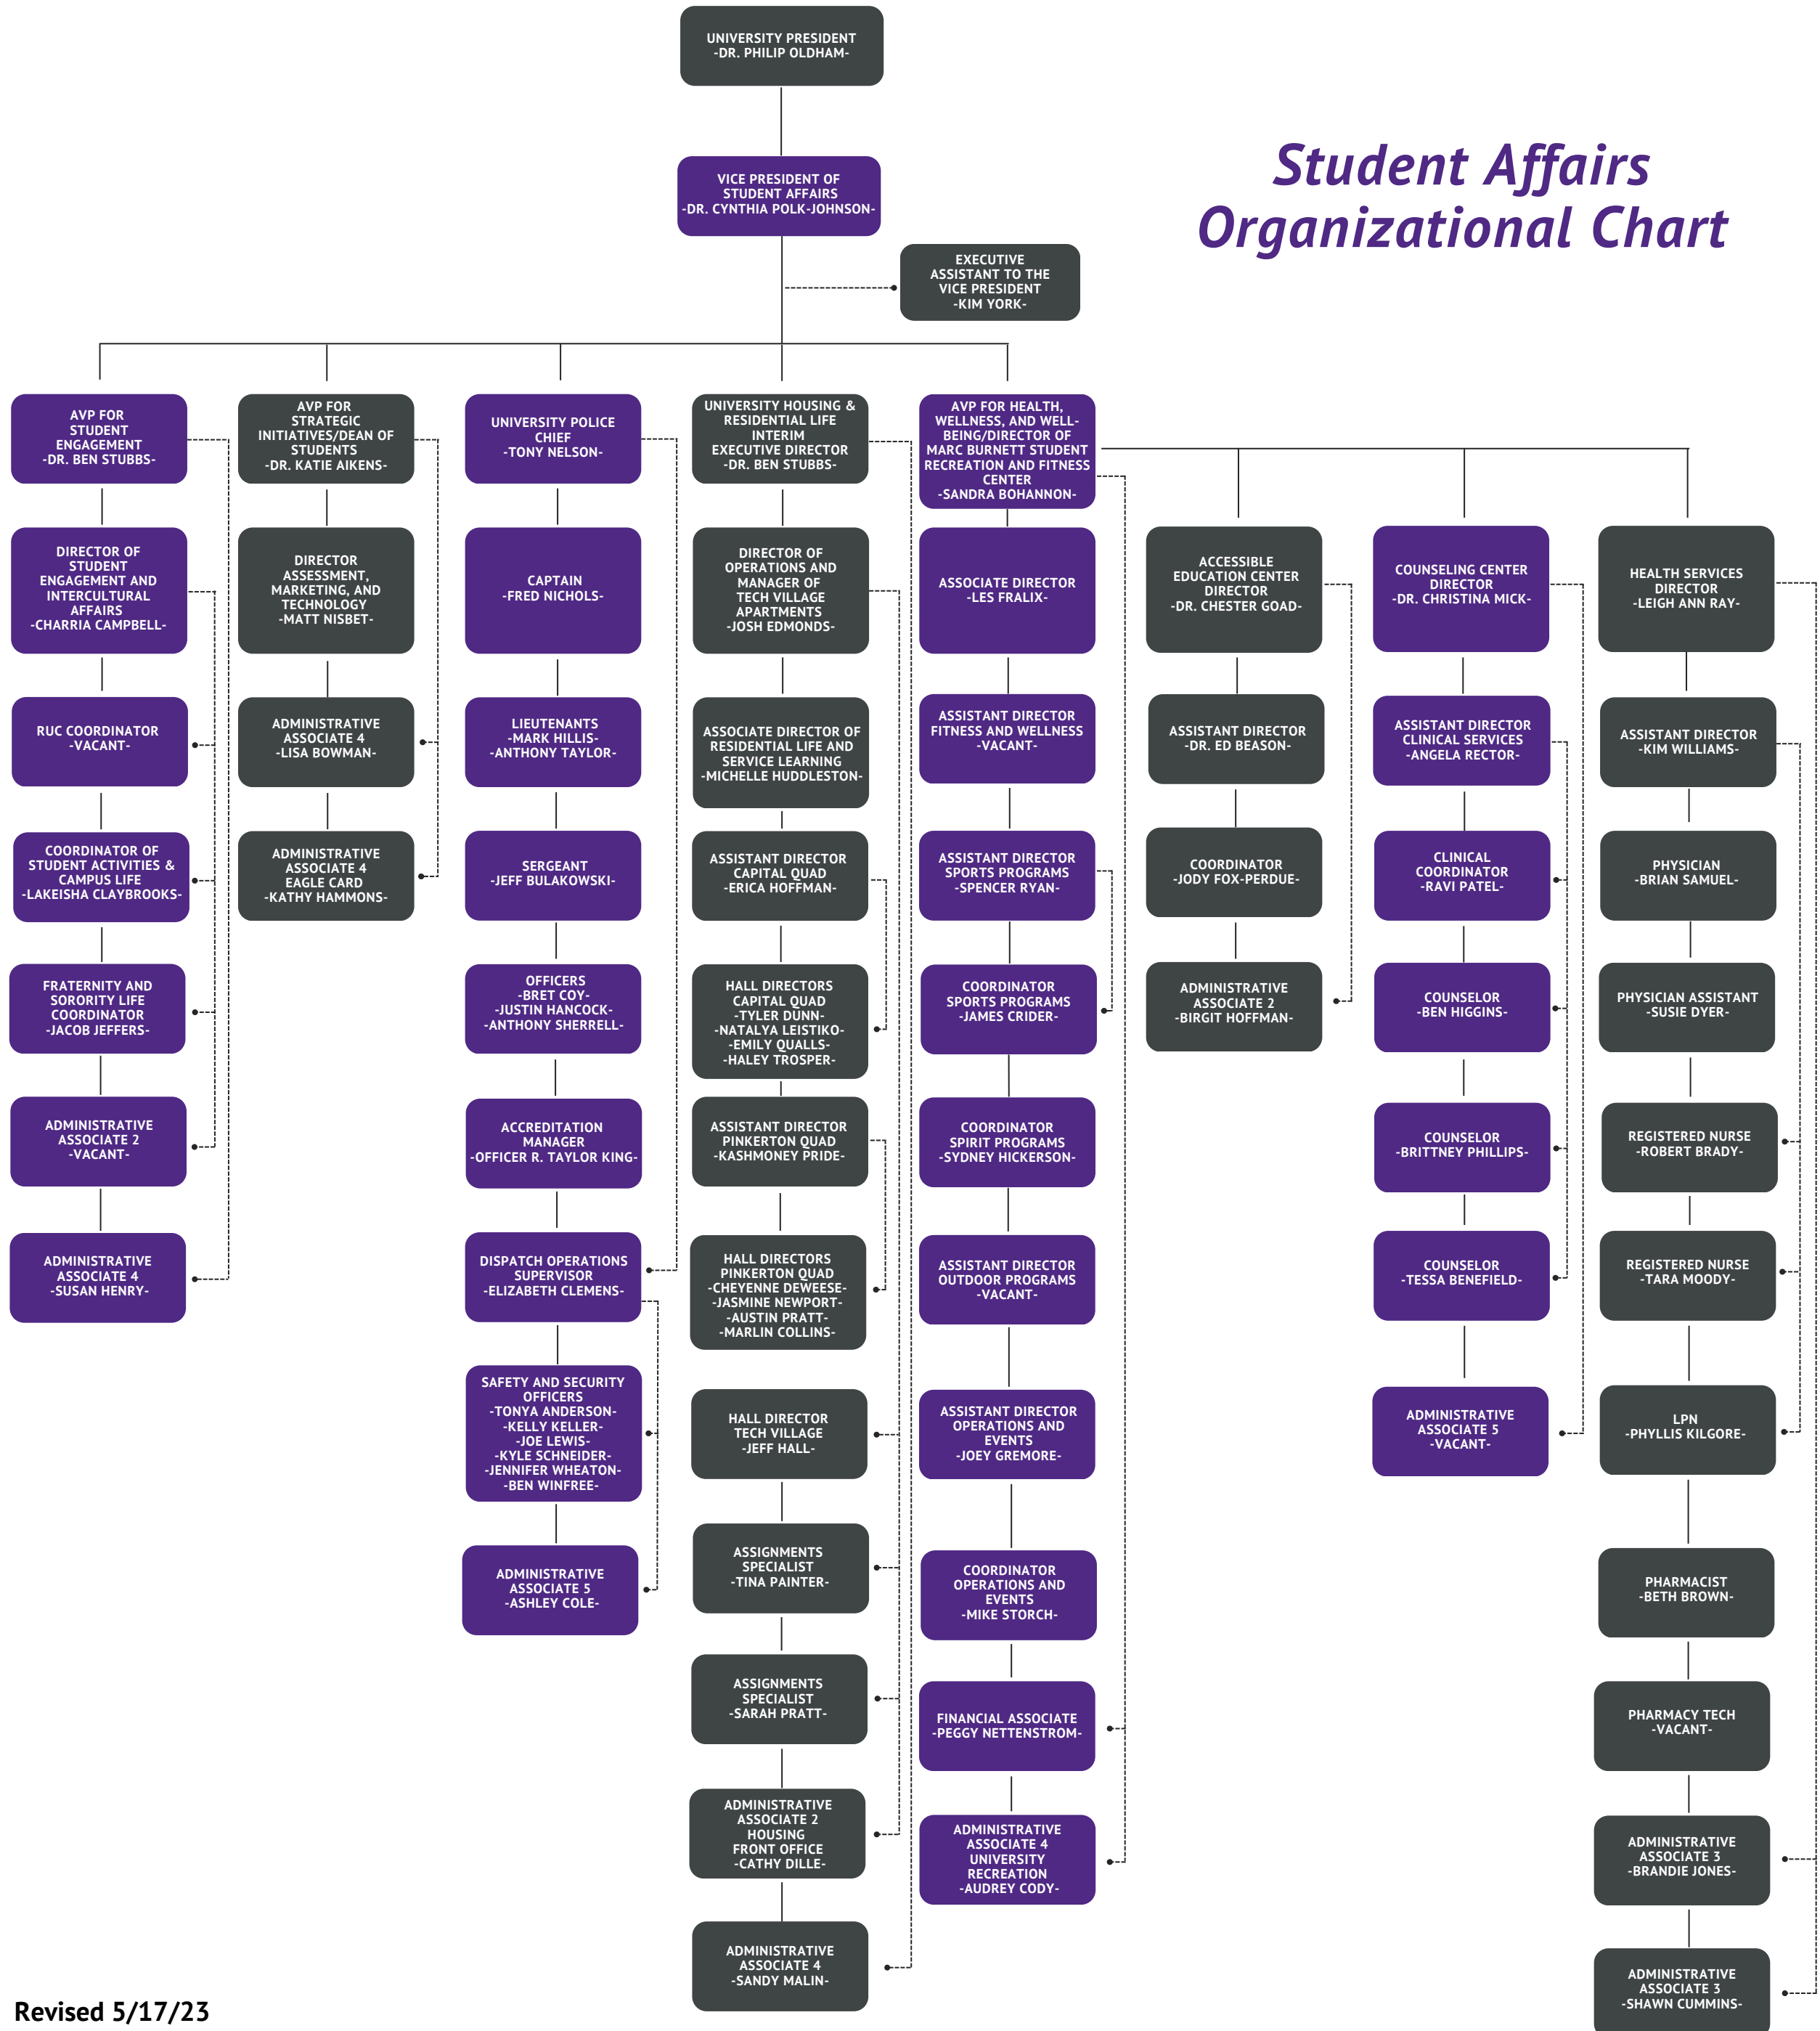 UNIVERSITY PRESIDENT
-DR. PHILIP OLDHAM-
Student Affairs
Organizational Chart
VICE PRESIDENT OF
STUDENT AFFAIRS
-DR. CYNTHIA POLK-JOHNSON-
EXECUTIVE
ASSISTANT TO THE
VICE PRESIDENT
-KIM YORK-
AVP FOR
STUDENT
ENGAGEMENT
-DR. BEN STUBBS-
DIRECTOR OF
STUDENT
ENGAGEMENT AND
INTERCULTURAL
AFFAIRS
-CHARRIA CAMPBELL-
RUC COORDINATOR
-VACANT-
COORDINATOR OF
STUDENT ACTIVITIES &
CAMPUS LIFE
-LAKEISHA CLAYBROOKS-
FRATERNITY AND
SORORITY LIFE
COORDINATOR
-JACOB JEFFERS-
ADMINISTRATIVE
ASSOCIATE 2
-VACANT-
ADMINISTRATIVE
ASSOCIATE 4
-SUSAN HENRY-
AVP FOR
STRATEGIC
INITIATIVES/DEAN OF
STUDENTS
-DR. KATIE AIKENS-
DIRECTOR
ASSESSMENT,
MARKETING, AND
TECHNOLOGY
-MATT NISBET-
ADMINISTRATIVE
ASSOCIATE 4
-LISA BOWMAN-
ADMINISTRATIVE
ASSOCIATE 4
EAGLE CARD
-KATHY HAMMONS-
UNIVERSITY POLICE
CHIEF
-TONY NELSON-
CAPTAIN
-FRED NICHOLS-
LIEUTENANTS
-MARK HILLIS-
-ANTHONY TAYLOR-
SERGEANT
-JEFF BULAKOWSKI-
OFFICERS
-BRET COY-
-JUSTIN HANCOCK-
-ANTHONY SHERRELL-
ACCREDITATION
MANAGER
-OFFICER R. TAYLOR KING-
DISPATCH OPERATIONS
SUPERVISOR
-ELIZABETH CLEMENS-
SAFETY AND SECURITY
OFFICERS
-TONYA ANDERSON-
-KELLY KELLER-
-JOE LEWIS-
-KYLE SCHNEIDER-
-JENNIFER WHEATON-
-BEN WINFREE-
ADMINISTRATIVE
ASSOCIATE 5
-ASHLEY COLE-
UNIVERSITY HOUSING &
RESIDENTIAL LIFE
INTERIM
EXECUTIVE DIRECTOR
-DR. BEN STUBBS-
DIRECTOR OF
OPERATIONS AND
MANAGER OF
TECH VILLAGE
APARTMENTS
-JOSH EDMONDS-
ASSOCIATE DIRECTOR OF
RESIDENTIAL LIFE AND
SERVICE LEARNING
-MICHELLE HUDDLESTON-
ASSISTANT DIRECTOR
CAPITAL QUAD
-ERICA HOFFMAN-
HALL DIRECTORS
CAPITAL QUAD
-TYLER DUNN-
-NATALYA LEISTIKO-
-EMILY QUALLS-
-HALEY TROSPER-
ASSISTANT DIRECTOR
PINKERTON QUAD
-KASHMONEY PRIDE-
HALL DIRECTORS
PINKERTON QUAD
-CHEYENNE DEWEESE-
-JASMINE NEWPORT-
-AUSTIN PRATT-
-MARLIN COLLINS-
HALL DIRECTOR
TECH VILLAGE
-JEFF HALL-
ASSIGNMENTS
SPECIALIST
-TINA PAINTER-
ASSIGNMENTS
SPECIALIST
-SARAH PRATT-
ADMINISTRATIVE
ASSOCIATE 2
HOUSING
FRONT OFFICE
-CATHY DILLE-
ADMINISTRATIVE
ASSOCIATE 4
-SANDY MALIN-
AVP FOR HEALTH,
WELLNESS, AND WELL-
BEING/DIRECTOR OF
MARC BURNETT STUDENT
RECREATION AND FITNESS
CENTER
-SANDRA BOHANNON-
ASSOCIATE DIRECTOR
-LES FRALIX-
ASSISTANT DIRECTOR
FITNESS AND WELLNESS
-VACANT-
ASSISTANT DIRECTOR
SPORTS PROGRAMS
-SPENCER RYAN-
COORDINATOR
SPORTS PROGRAMS
-JAMES CRIDER-
COORDINATOR
SPIRIT PROGRAMS
-SYDNEY HICKERSON-
ASSISTANT DIRECTOR
OUTDOOR PROGRAMS
-VACANT-
ASSISTANT DIRECTOR
OPERATIONS AND
EVENTS
-JOEY GREMORE-
COORDINATOR
OPERATIONS AND
EVENTS
-MIKE STORCH-
FINANCIAL ASSOCIATE
-PEGGY NETTENSTROM-
ADMINISTRATIVE
ASSOCIATE 4
UNIVERSITY
RECREATION
-AUDREY CODY-
ACCESSIBLE
EDUCATION CENTER
DIRECTOR
-DR. CHESTER GOAD-
ASSISTANT DIRECTOR
-DR. ED BEASON-
COORDINATOR
-JODY FOX-PERDUE-
ADMINISTRATIVE
ASSOCIATE 2
-BIRGIT HOFFMAN-
COUNSELING CENTER
DIRECTOR
-DR. CHRISTINA MICK-
ASSISTANT DIRECTOR
CLINICAL SERVICES
-ANGELA RECTOR-
CLINICAL
COORDINATOR
-RAVI PATEL-
COUNSELOR
-BEN HIGGINS-
COUNSELOR
-BRITTNEY PHILLIPS-
COUNSELOR
-TESSA BENEFIELD-
ADMINISTRATIVE
ASSOCIATE 5
-VACANT-
HEALTH SERVICES
DIRECTOR
-LEIGH ANN RAY-
ASSISTANT DIRECTOR
-KIM WILLIAMS-
PHYSICIAN
-BRIAN SAMUEL-
PHYSICIAN ASSISTANT
-SUSIE DYER-
REGISTERED NURSE
-ROBERT BRADY-
REGISTERED NURSE
-TARA MOODY-
LPN
-PHYLLIS KILGORE-
PHARMACIST
-BETH BROWN-
PHARMACY TECH
-VACANT-
ADMINISTRATIVE
ASSOCIATE 3
-BRANDIE JONES-
ADMINISTRATIVE
ASSOCIATE 3
-SHAWN CUMMINS-
Revised 5/17/23